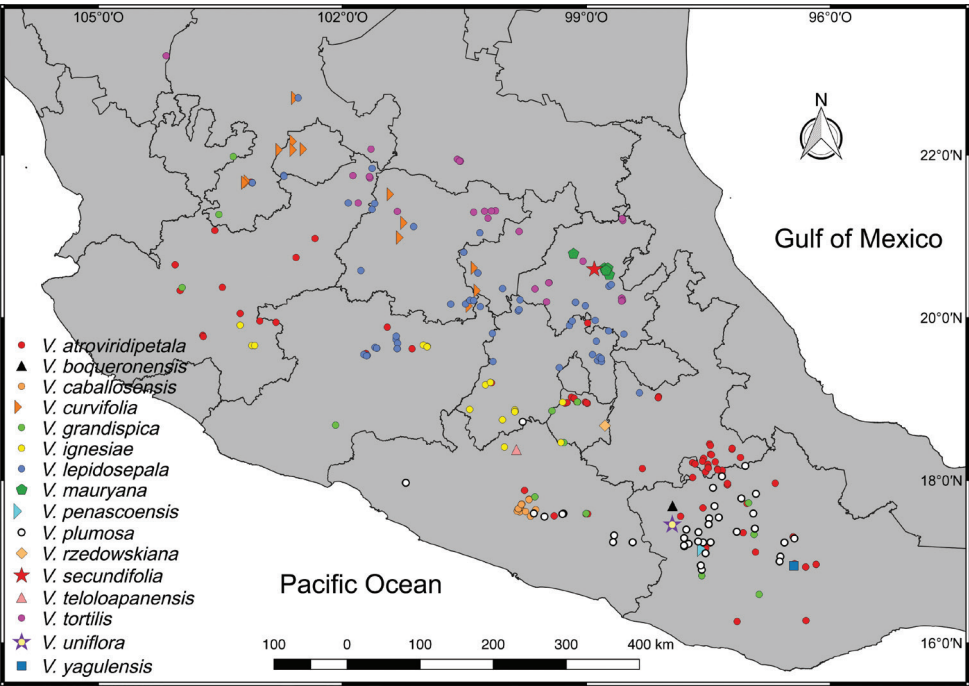 105°0'O 102°0'O 99°0'O 96°0'O
N
22°0'N
Gulf of Mexico
20°0'N
V. atroviridipetala
V. boqueronensis
V. caballosensis
V. curvifolia
V. grandispica
V. ignesiae
V. lepidosepala
V. mauryana
18°0'N
V. penascoensis
V. plumosa
V. rzedowskiana
V. secundifolia
Pacific Ocean
V. teloloapanensis
V. tortilis
V. uniflora
16°0'N
100 0 100 200 300 400 km
V. yagulensis